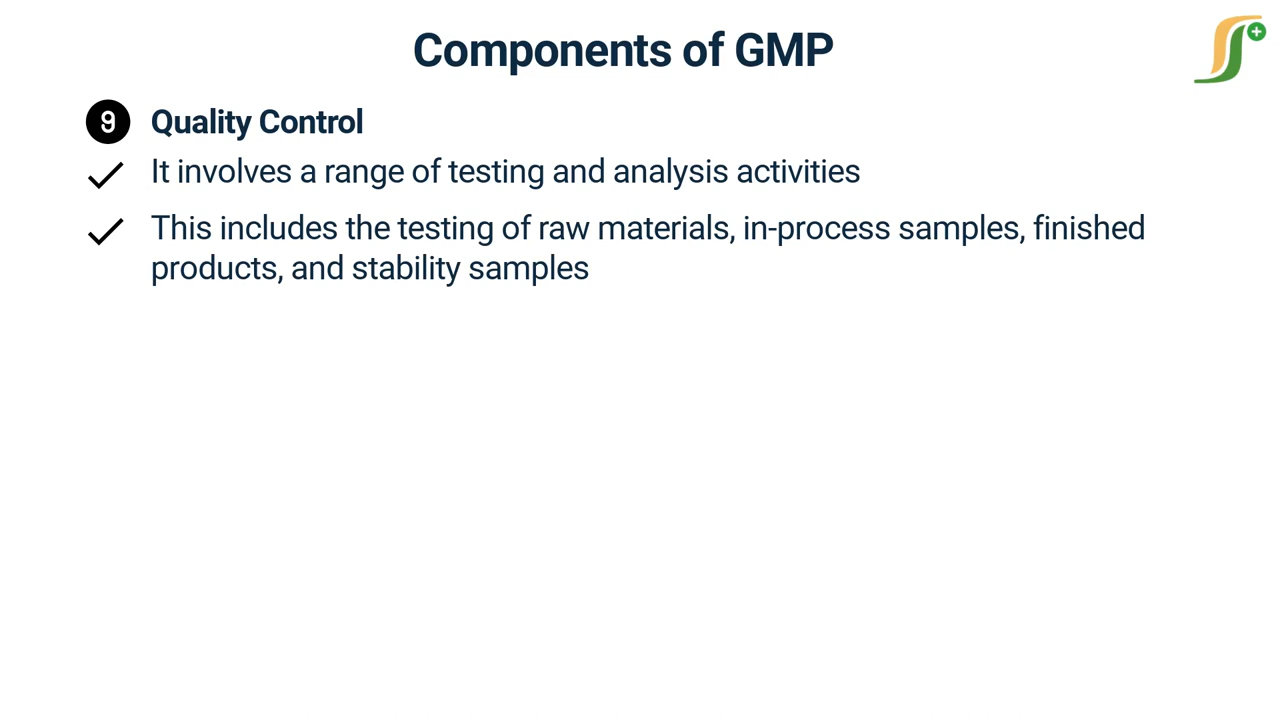 Components of GMP
9 Quality Control
It involves a range of testing and analysis activities
This includes the testing of raw materials, in-process samples, finished
products, and stability samples